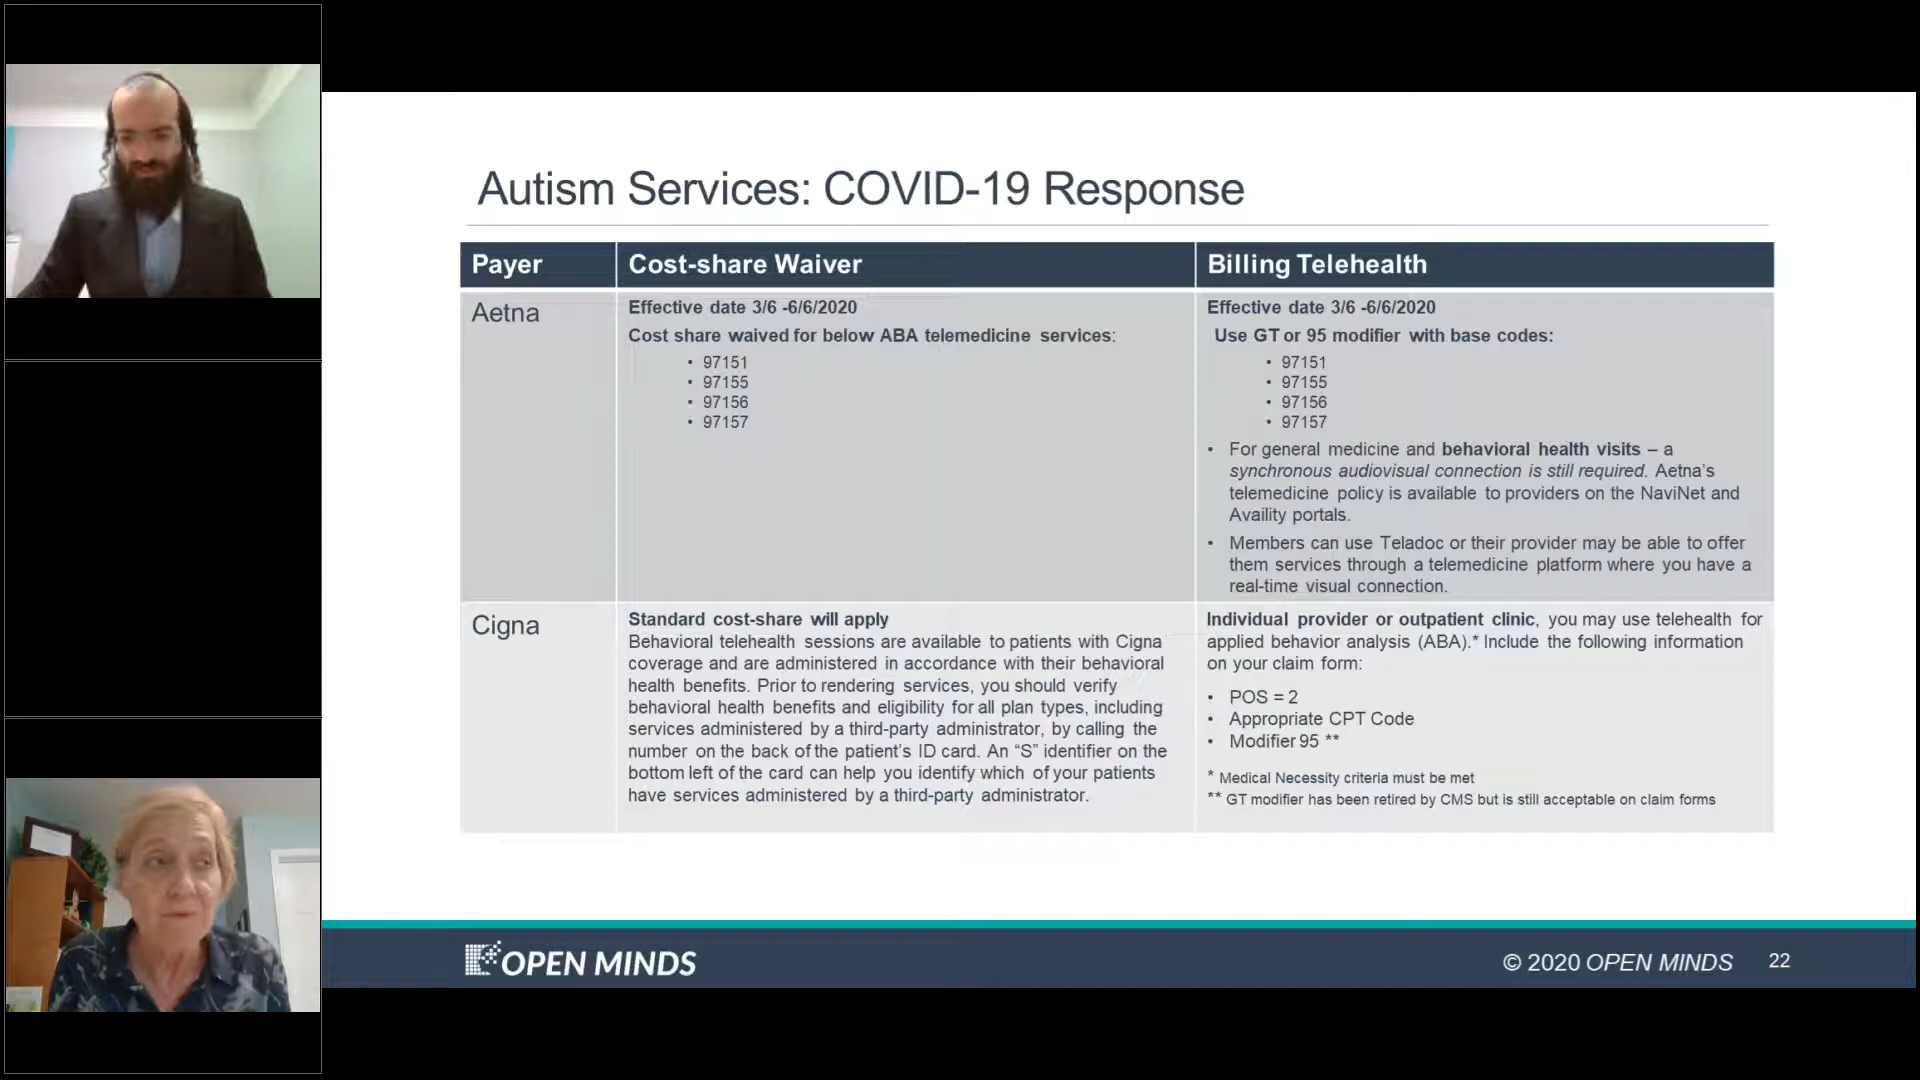 Autism Services: COVID-19 Response
Payer
Cost-share Waiver
Billing Telehealth
Aetna
Effective date 3/6 -6/6/2020
Cost share waived for below ABA telemedicine services:
• 97151
• 97155
• 97156
• 97157
Effective date 3/6 -6/6/2020
Use GT or 95 modifier with base codes:
• 97151
• 97155
• 97156
• 97157
• For general medicine and behavioral health visits – a
synchronous audiovisual connection is still required. Aetna's
telemedicine policy is available to providers on the NaviNet and
Availity portals.
• Members can use Teladoc or their provider may be able to offer
them services through a telemedicine platform where you have a
real-time visual connection.
Cigna
Standard cost-share will apply
Behavioral telehealth sessions are available to patients with Cigna
coverage and are administered in accordance with their behavioral
health benefits. Prior to rendering services, you should verify
behavioral health benefits and eligibility for all plan types, including
services administered by a third-party administrator, by calling the
number on the back of the patient's ID card. An “S” identifier on the
bottom left of the card can help you identify which of your patients
have services administered by a third-party administrator.
Individual provider or outpatient clinic, you may use telehealth for
applied behavior analysis (ABA).* Include the following information
on your claim form:
• POS = 2
• Appropriate CPT Code
• Modifier 95 **
* Medical Necessity criteria must be met
** GT modifier has been retired by CMS but is still acceptable on claim forms
OPEN MINDS
© 2020 OPEN MINDS
22